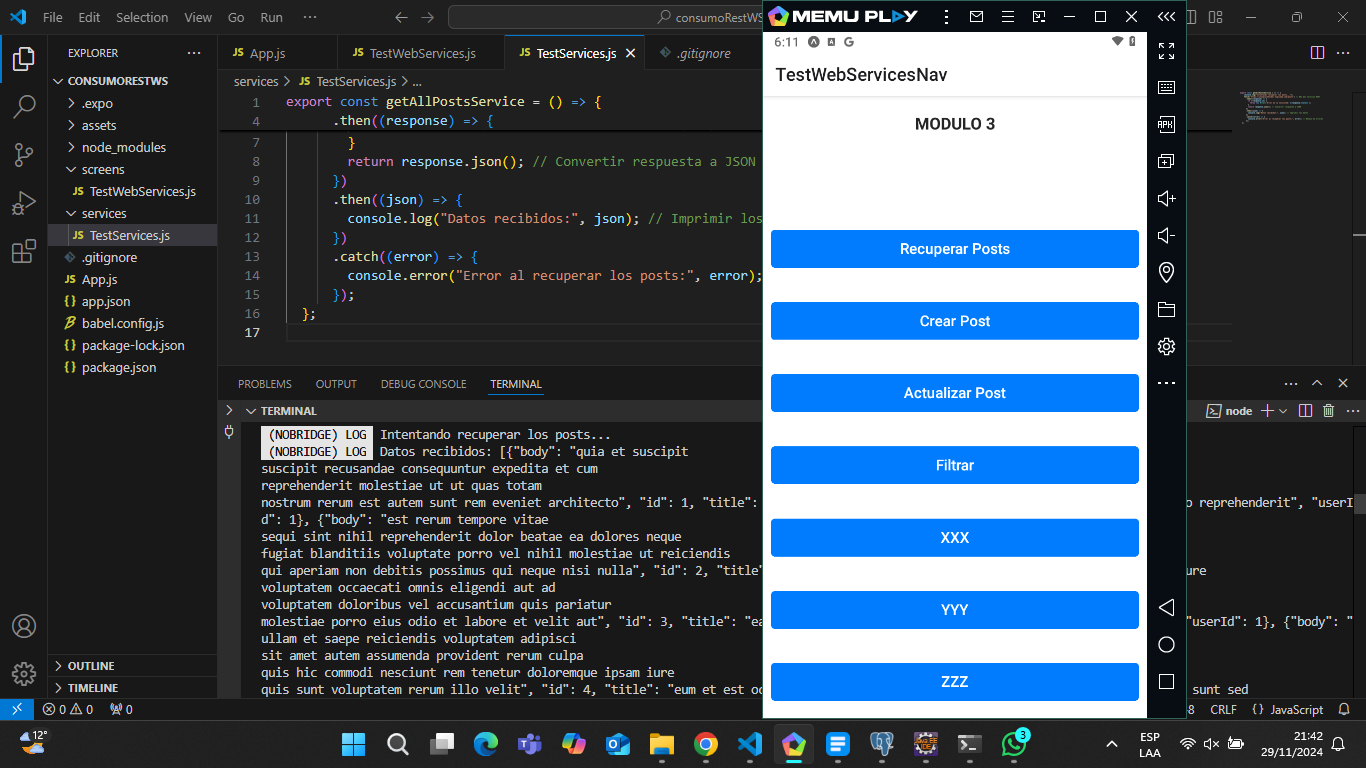 File Edit Selection Services View Go Run ···
consumoRestWS
EXPLORER
CONSUMORESTWS
.expo
assets
node_modules
screens
JS TestWebServices.js
services
JS TestServices.js
.gitignore
JS App.js
{} app.json
babel.config.js
{} package-lock.json
{} package.json
OUTLINE
TIMELINE
JS App.js
JS TestWebServices.js
JS TestServices.js
.gitignore
services > JS TestServices.js > ...
1 export const getAllPostsService = () => {
4 .then((response) => {
7 }
8 return response.json(); // Convertir respuesta a JSON
9 })
10 .then((json) => {
11 console.log("Datos recibidos:", json); // Imprimir los
12 })
13 .catch((error) => {
14 console.error("Error al recuperar los posts:", error);
15 });
16 };
17
PROBLEMS OUTPUT DEBUG CONSOLE TERMINAL
TERMINAL
node
(NOBRIDGE) LOG Intentando recuperar los posts...
(NOBRIDGE) LOG Datos recibidos: [{"body": "quia et suscipit
suscipit recusandae consequuntur expedita et cum
reprehenderit molestiae ut ut quas totam
nostrum rerum est autem sunt rem eveniet architecto", "id": 1, "title": o reprehenderit", "userI
d": 1}, {"body": "est rerum tempore vitae
sequi sint nihil reprehenderit dolor beatae ea dolores neque
fugiat blanditiis voluptate porro vel nihil molestiae ut reiciendis
qui aperiam non debitis possimus qui neque nisi nulla", "id": 2, "title" ure
voluptatem occaecati omnis eligendi aut ad
voluptatem doloribus vel accusantium quis pariatur
molestiae porro eius odio et labore et velit aut", "id": 3, "title": "ea "userId": 1}, {"body": "
ullam et saepe reiciendis voluptatem adipisci
sit amet autem assumenda provident rerum culpa
quis hic commodi nesciunt rem tenetur doloremque ipsam iure
quis sunt voluptatem rerum illo velit", "id": 4, "title": "eum et est oc sunt sed
MEMU PLAY
6:11
TestWebServicesNav
MODULO 3
Recuperar Posts
Crear Post
Actualizar Post
Filtrar
XXX
YYY
ZZZ
APK
0 0 0
-8 CRLF {} JavaScript
12°
3
ESP
LAA
21:42
29/11/2024